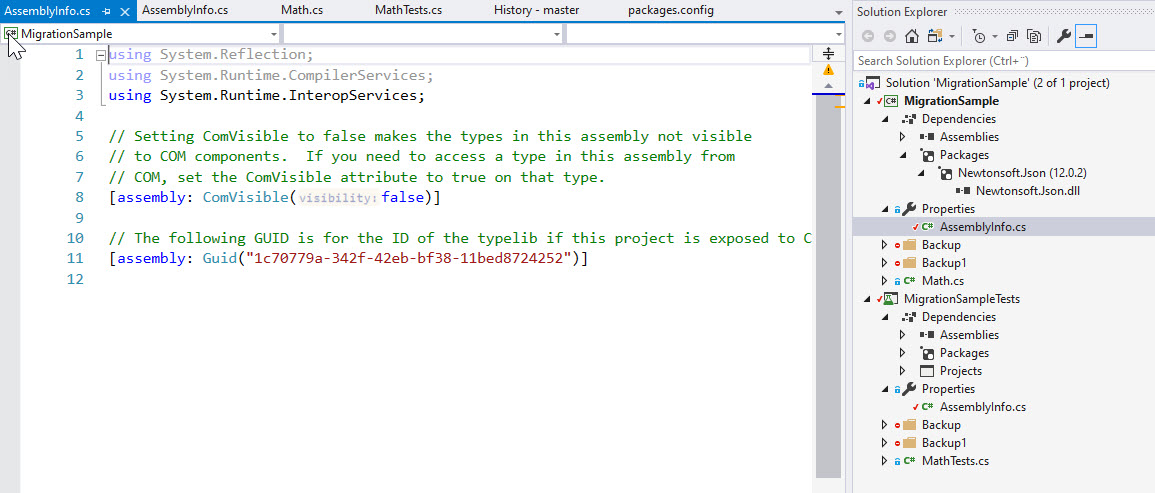 AssemblyInfo.cs
AssemblyInfo.cs
Math.cs
MathTests.cs
History - master
packages.config
C# MigrationSample
1 using System.Reflection;
2 using System.Runtime.CompilerServices;
3 using System.Runtime.InteropServices;
4
5 // Setting ComVisible to false makes the types in this assembly not visible
6 // to COM components.  If you need to access a type in this assembly from
7 // COM, set the ComVisible attribute to true on that type.
8 [assembly: ComVisible( visibility: false)]
9
10 // The following GUID is for the ID of the typelib if this project is exposed to C
11 [assembly: Guid("1c70779a-342f-42eb-bf38-11bed8724252")]
12
Solution Explorer
Search Solution Explorer (Ctrl+¨)
Solution 'MigrationSample' (2 of 1 project)
C# MigrationSample
Dependencies
Assemblies
Packages
Newtonsoft.Json (12.0.2)
Newtonsoft.Json.dll
Properties
C# AssemblyInfo.cs
Backup
Backup1
C# Math.cs
MigrationSampleTests
Dependencies
Assemblies
Packages
Projects
Properties
C# AssemblyInfo.cs
Backup
Backup1
C# MathTests.cs